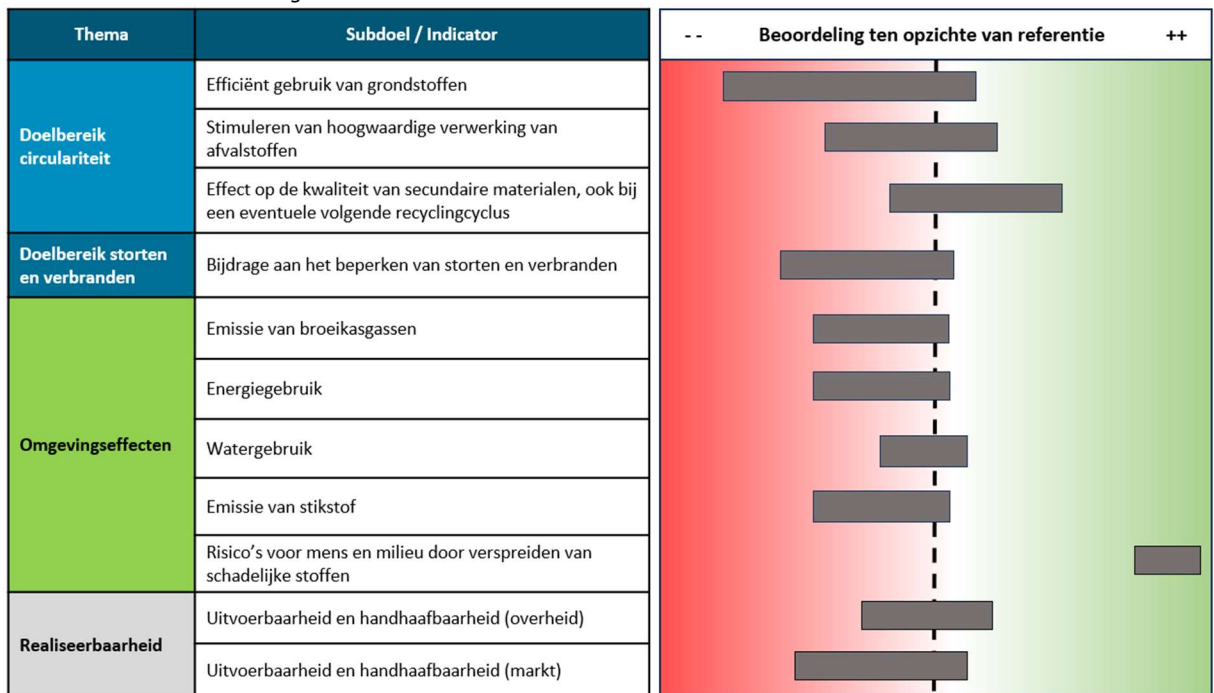 Thema
Subdoel / Indicator
- - Beoordeling ten opzichte van referentie ++
Doelbereik
circulariteit
Efficiënt gebruik van grondstoffen
Stimuleren van hoogwaardige verwerking van
afvalstoffen
Effect op de kwaliteit van secundaire materialen, ook bij
een eventuele volgende recyclingcyclus
Doelbereik storten
en verbranden
Bijdrage aan het beperken van storten en verbranden
Omgevingseffecten
Emissie van broeikasgassen
Energiegebruik
Watergebruik
Emissie van stikstof
Risico's voor mens en milieu door verspreiden van
schadelijke stoffen
Realiseerbaarheid
Uitvoerbaarheid en handhaafbaarheid (overheid)
Uitvoerbaarheid en handhaafbaarheid (markt)